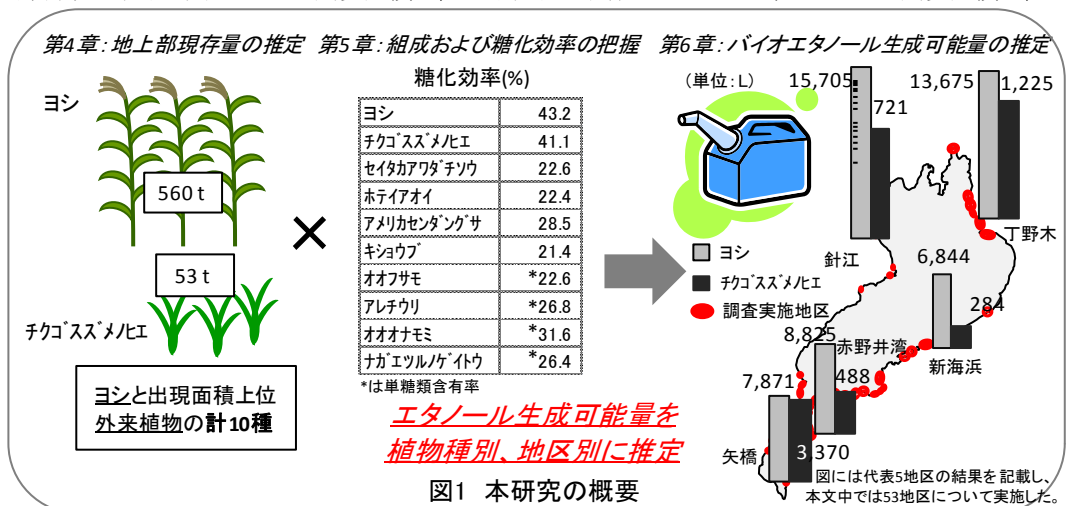 第4章:地上部現存量の推定
第5章:組成および糖化効率の把握
第6章:バイオエタノール生成可能量の推定
ヨシ
560 t
53 t
チクゴスズメノヒエ
ヨシと出現面積上位
外来植物の計10種
×
糖化効率(%)
ヨシ 43.2
チクゴスズメノヒエ 41.1
セイタカアワダチソウ 22.6
ホテイアオイ 22.4
アメリカセンダングサ 28.5
キショウブ 21.4
オオフサモ *22.6
アレチウリ *26.8
オオオナモミ *31.6
ナガエツルノゲイトウ *26.4
*は単糖類含有率
エタノール生成可能量を
植物種別、地区別に推定
(単位:L)
15,705
721
針江
13,675
1,225
丁野木
ヨシ
チクゴスズメノヒエ
調査実施地区
6,844
284
新海浜
8,825
赤野井湾
488
7,871
3,370
矢橋
図には代表5地区の結果を記載し、
本文中では53地区について実施した。
図1 本研究の概要